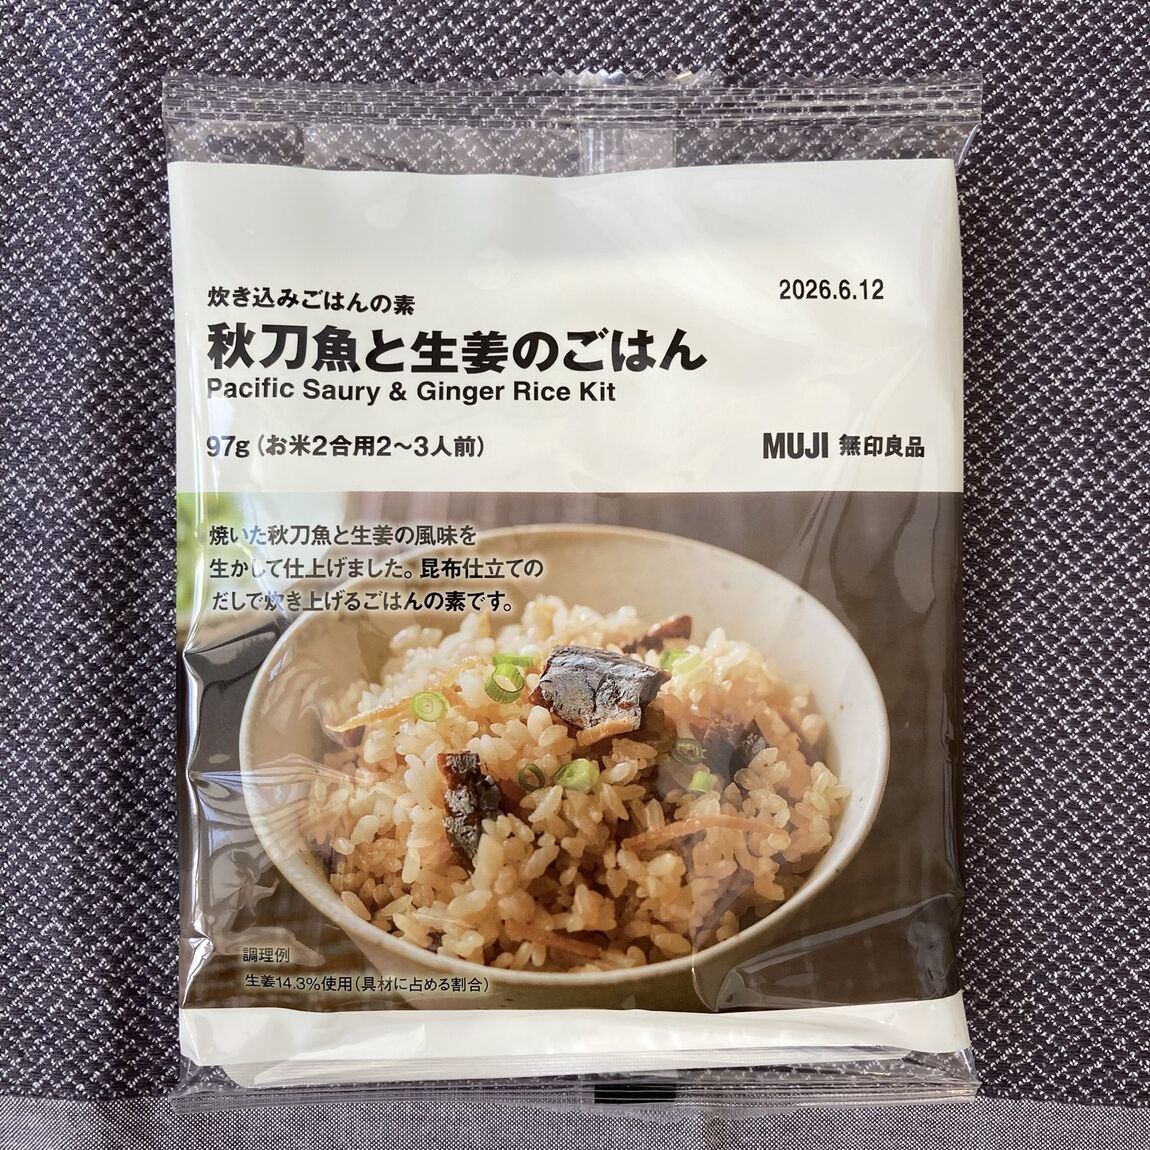 炊き込みごはんの素
2026.6.12
秋刀魚と生姜のごはん
Pacific Saury & Ginger Rice Kit
97g (お米2合用2〜3人前)
MUJI 無印良品
焼いた秋刀魚と生姜の風味を
生かして仕上げました。昆布仕立ての
だしで炊き上げるごはんの素です。
調理例
生姜14.3%使用(具材に占める割合)